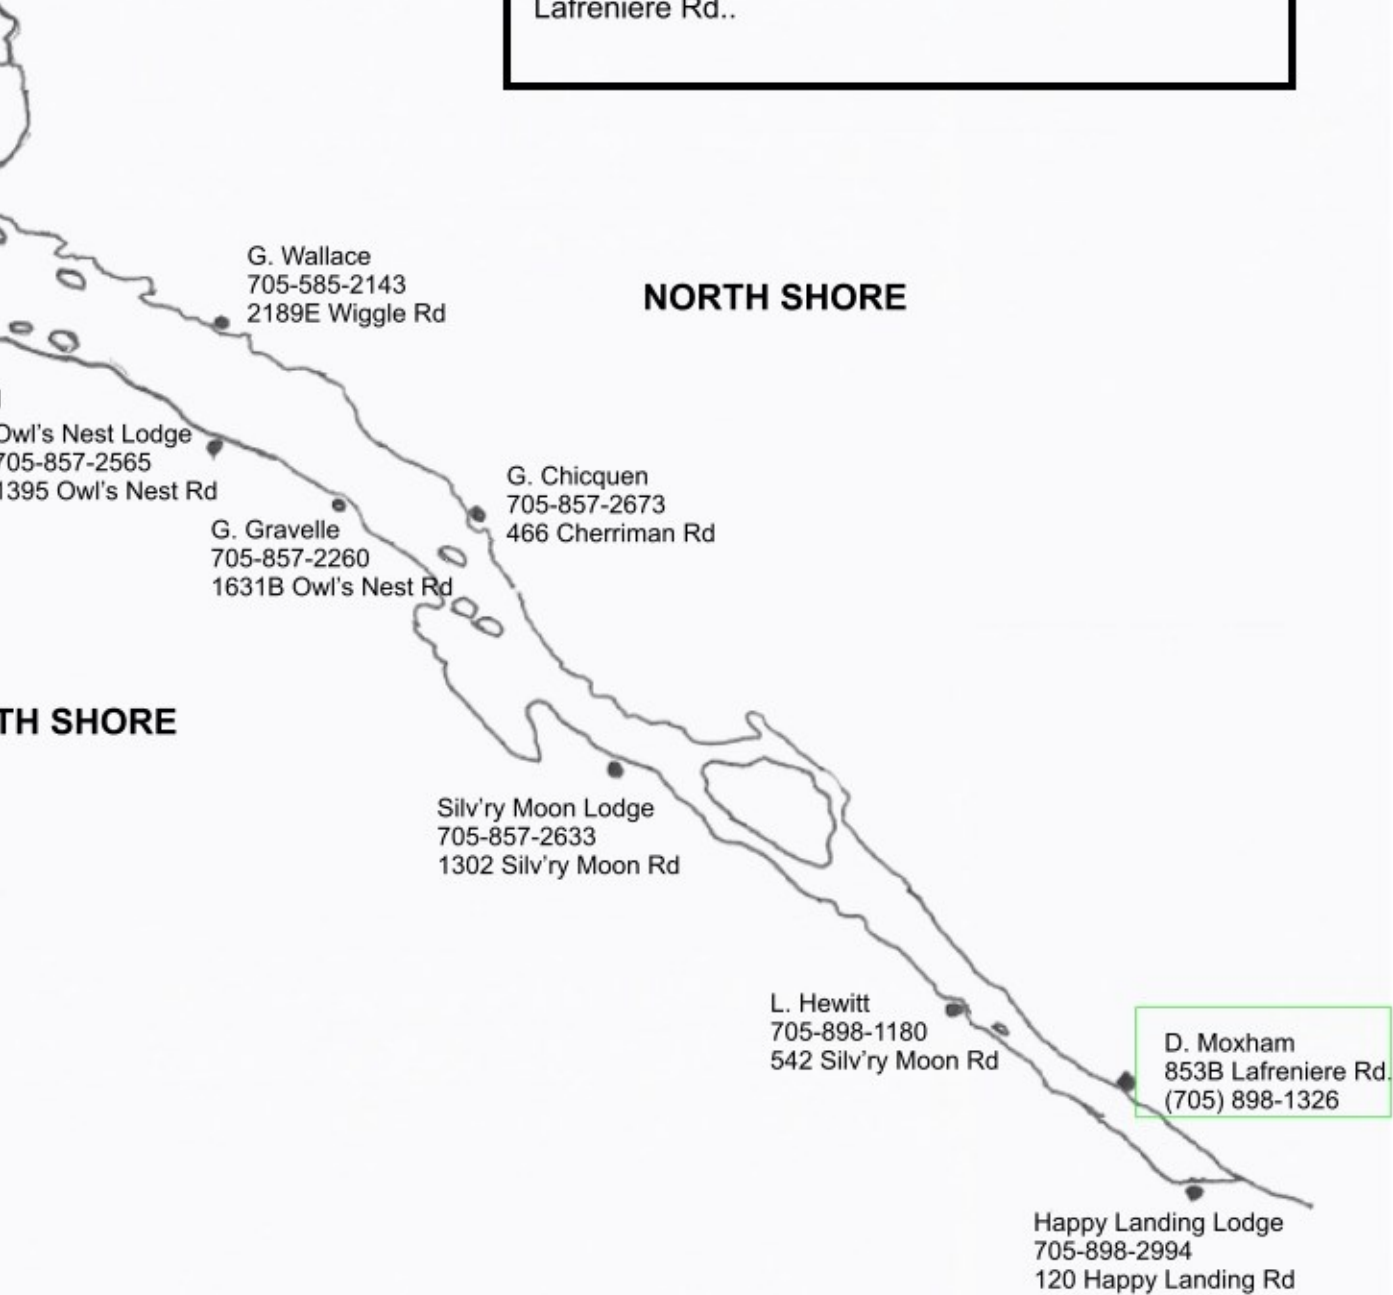 Lafreniere Rd..
G. Wallace
705-585-2143
2189E Wiggle Rd
NORTH SHORE
Owl's Nest Lodge
705-857-2565
1395 Owl's Nest Rd
G. Chicquen
705-857-2673
466 Cherriman Rd
G. Gravelle
705-857-2260
1631B Owl's Nest Rd
TH SHORE
Silv'ry Moon Lodge
705-857-2633
1302 Silv'ry Moon Rd
L. Hewitt
705-898-1180
542 Silv'ry Moon Rd
D. Moxham
853B Lafreniere Rd.
(705) 898-1326
Happy Landing Lodge
705-898-2994
120 Happy Landing Rd